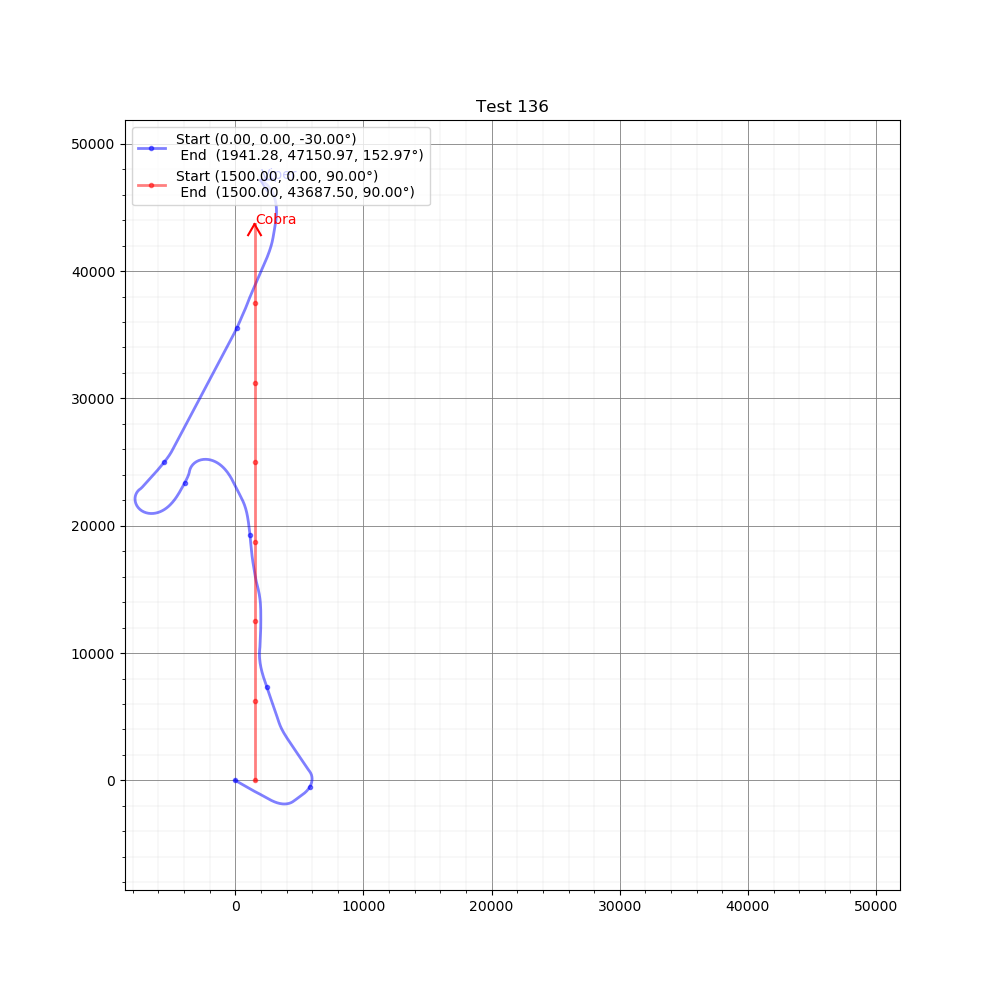 Test 136
Start (0.00, 0.00, -30.00°)
End (1941.28, 47150.97, 152.97°)
Start (1500.00, 0.00, 90.00°)
End (1500.00, 43687.50, 90.00°)
Cobra
50000
40000
30000
20000
10000
0
0
10000
20000
30000
40000
50000